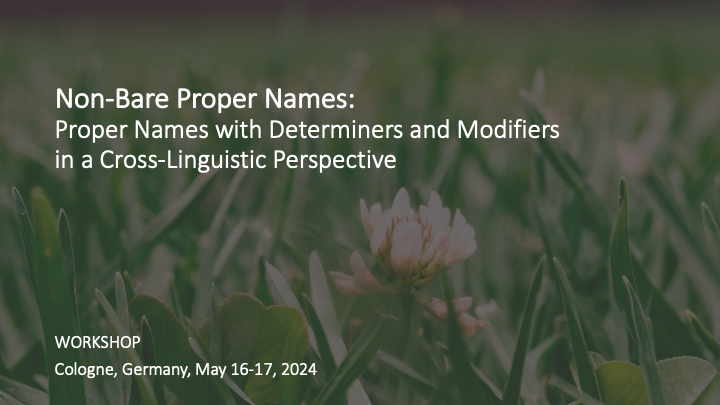 Non-Bare Proper Names:
Proper Names with Determiners and Modifiers
in a Cross-Linguistic Perspective
WORKSHOP
Cologne, Germany, May 16-17, 2024